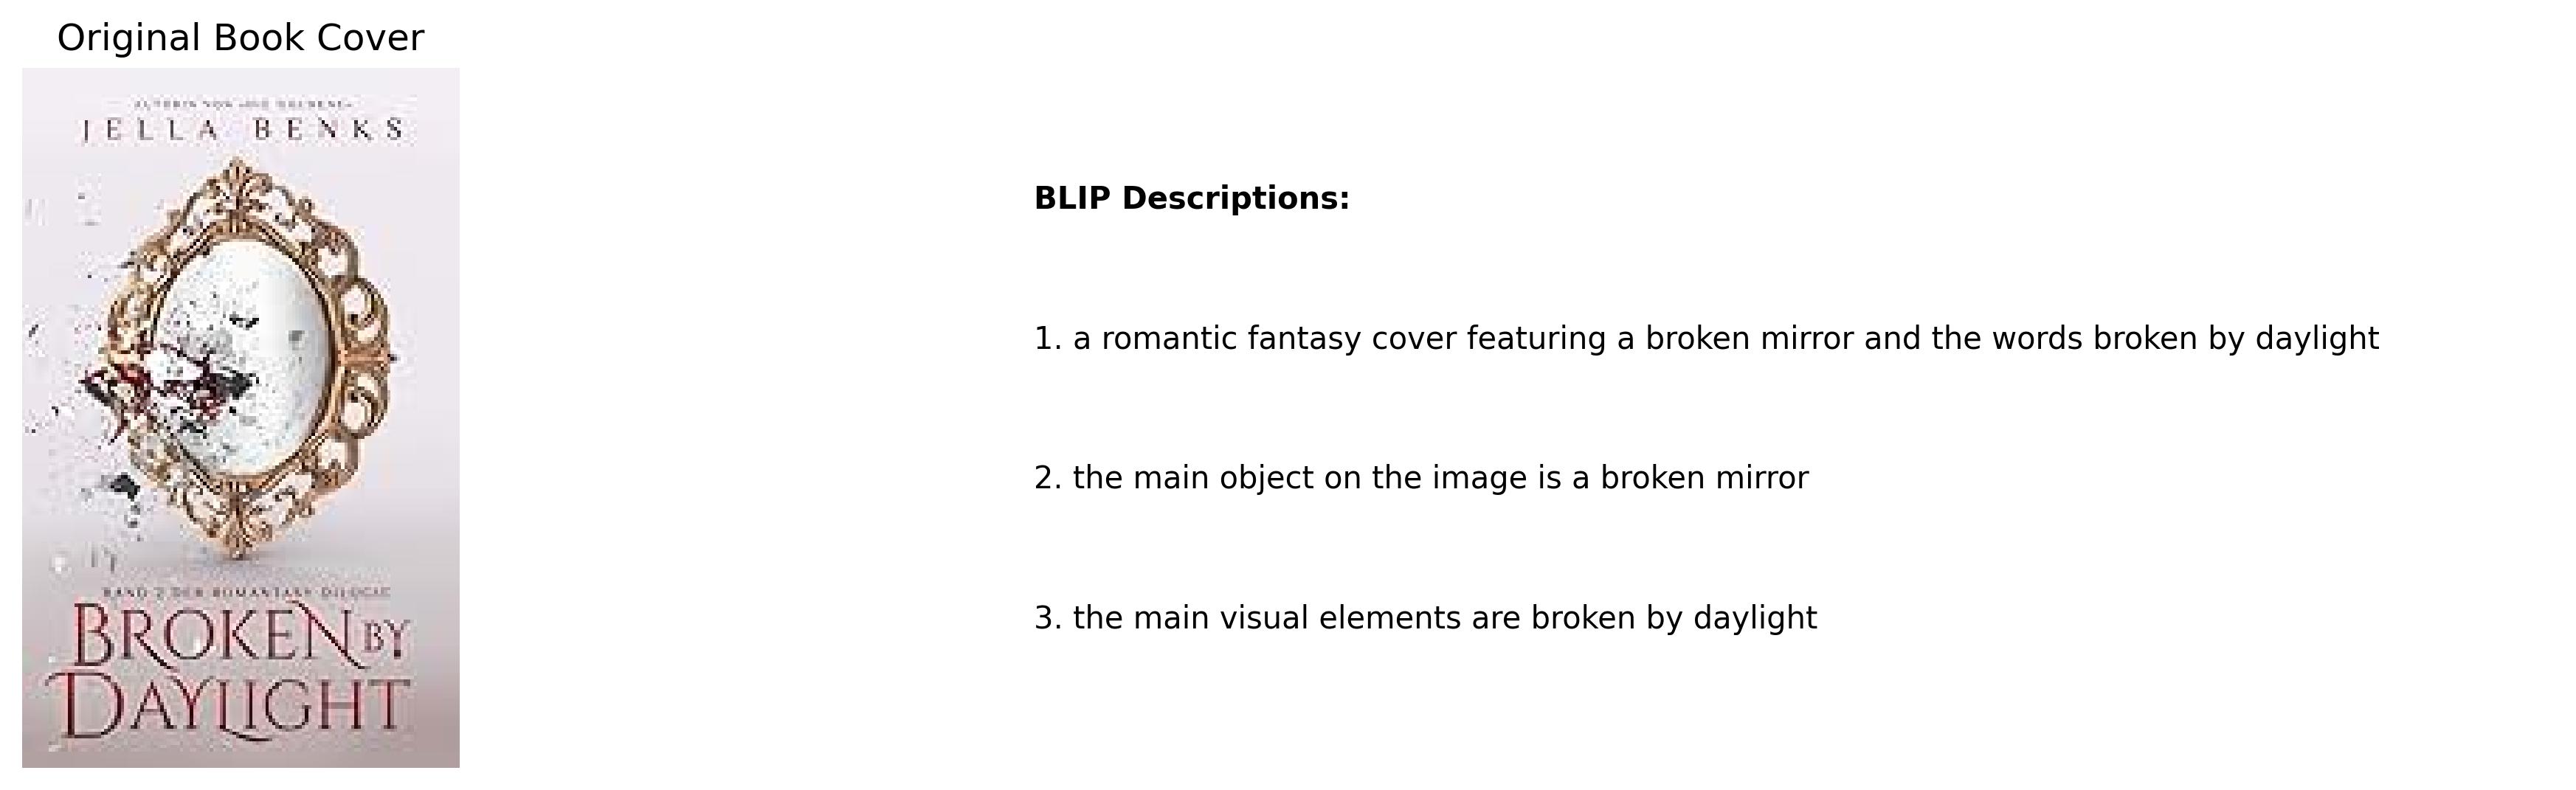 Original Book Cover
AUTORIN VON
JELLA BENKS
BAND 2 DER ROMANTASY DILOGIE
BROKEN BY
DAYLIGHT
BLIP Descriptions:
1. a romantic fantasy cover featuring a broken mirror and the words broken by daylight
2. the main object on the image is a broken mirror
3. the main visual elements are broken by daylight